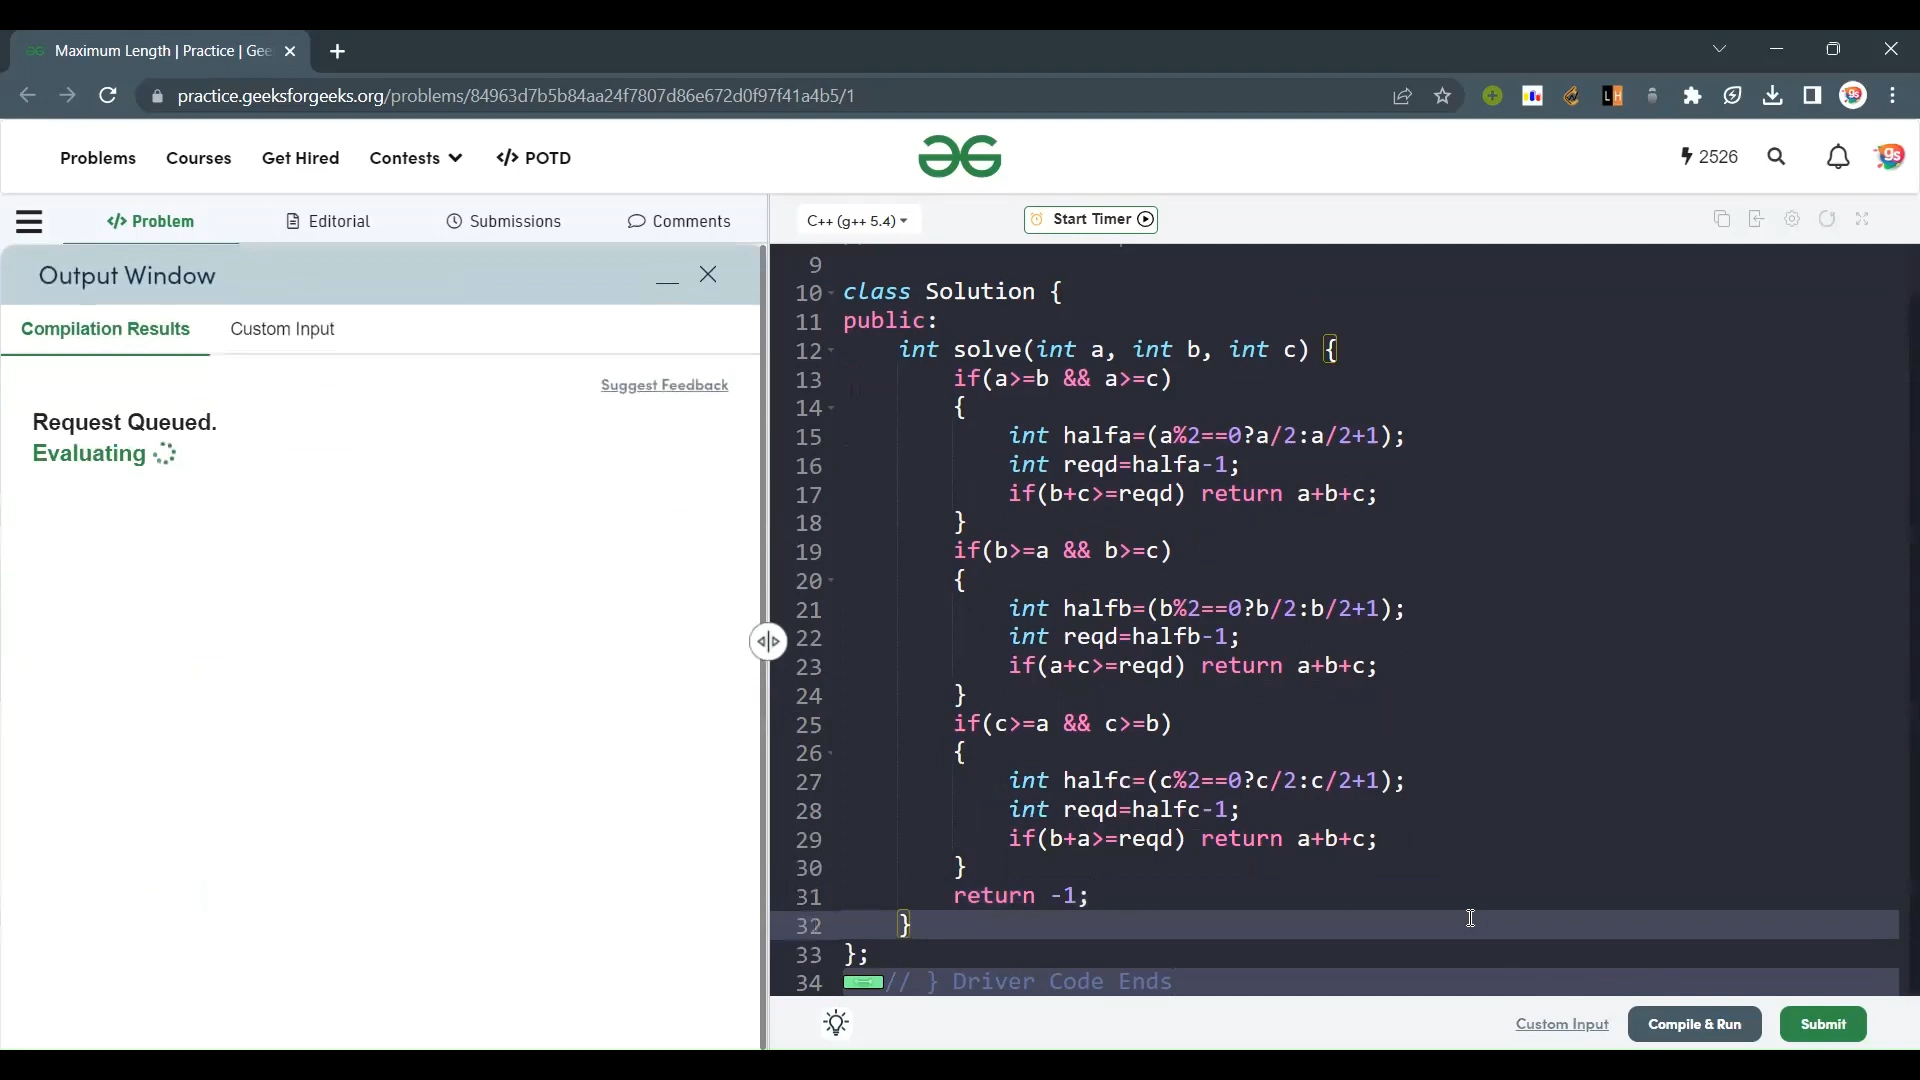 Maximum Length | Practice | Gee
practice.geeksforgeeks.org/problems/84963d7b5b84aa24f7807d86e672d0f97f41a4b5/1
LH
gs
Problems
Courses
Get Hired
Contests
</> POTD
2526
gs
</> Problem
Editorial
Submissions
Comments
C++ (g++ 5.4)
Start Timer
Output Window
Compilation Results
Custom Input
Suggest Feedback
Request Queued.
Evaluating
9
10 class Solution {
11 public:
12     int solve(int a, int b, int c) {
13         if(a>=b && a>=c)
14         {
15             int halfa=(a%2==0?a/2:a/2+1);
16             int reqd=halfa-1;
17             if(b+c>=reqd) return a+b+c;
18         }
19         if(b>=a && b>=c)
20         {
21             int halfb=(b%2==0?b/2:b/2+1);
22             int reqd=halfb-1;
23             if(a+c>=reqd) return a+b+c;
24         }
25         if(c>=a && c>=b)
26         {
27             int halfc=(c%2==0?c/2:c/2+1);
28             int reqd=halfc-1;
29             if(b+a>=reqd) return a+b+c;
30         }
31         return -1;
32     }
33 };
34 // } Driver Code Ends
Custom Input
Compile & Run
Submit